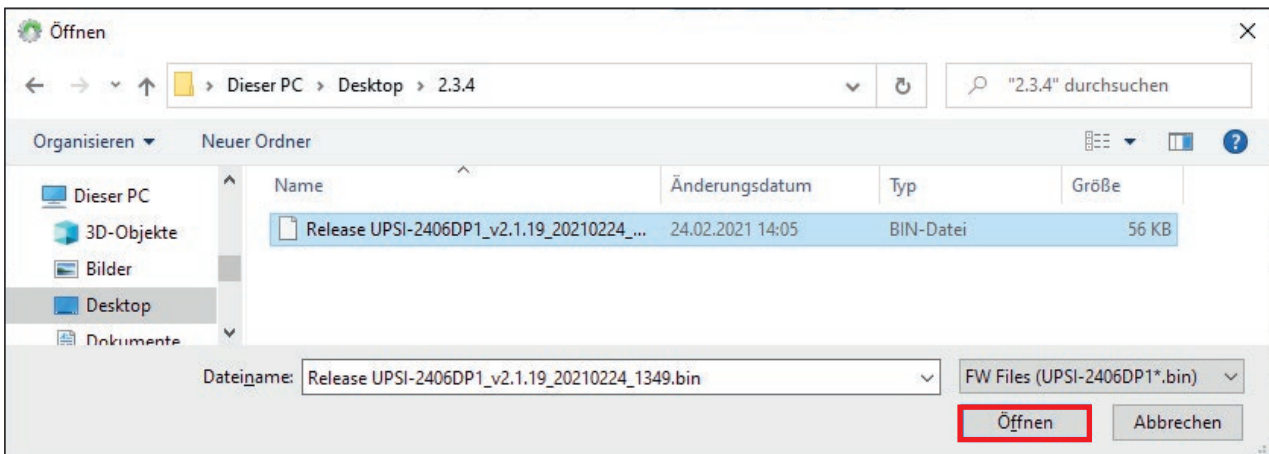 Öffnen
Dieser PC > Desktop > 2.3.4
"2.3.4" durchsuchen
Organisieren
Neuer Ordner
Name
Änderungsdatum
Typ
Größe
Dieser PC
3D-Objekte
Bilder
Desktop
Dokumente
Release UPSI-2406DP1_v2.1.19_20210224_... 24.02.2021 14:05 BIN-Datei 56 KB
Dateiname: Release UPSI-2406DP1_v2.1.19_20210224_1349.bin
FW Files (UPSI-2406DP1*.bin)
Öffnen
Abbrechen